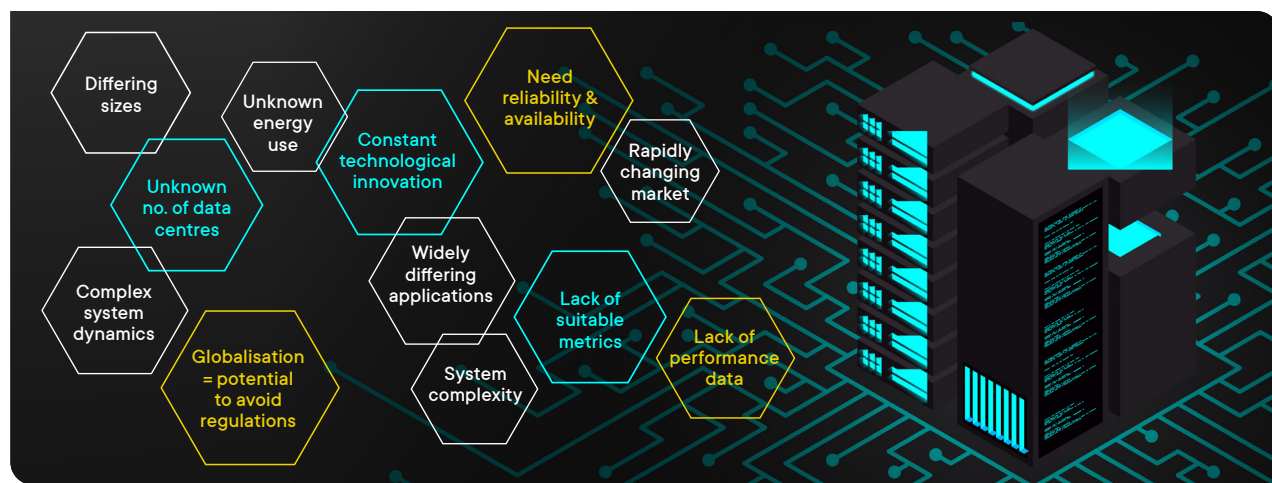 Differing
sizes
Unknown
energy
use
Constant
technological
innovation
Need
reliability &
availability
Rapidly
changing
market
Unknown
no. of data
centres
Complex
system
dynamics
Widely
differing
applications
Lack of
suitable
metrics
Globalisation
= potential
to avoid
regulations
System
complexity
Lack of
performance
data